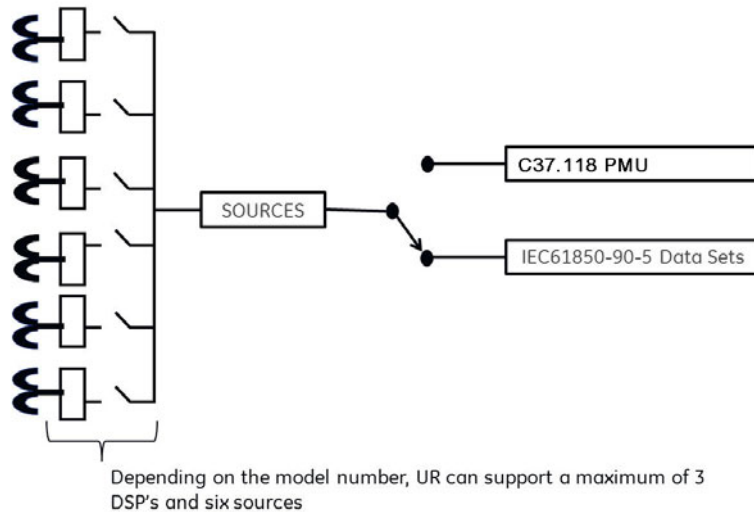 C37.118 PMU
SOURCES
IEC61850-90-5 Data Sets
Depending on the model number, UR can support a maximum of 3
DSP's and six sources